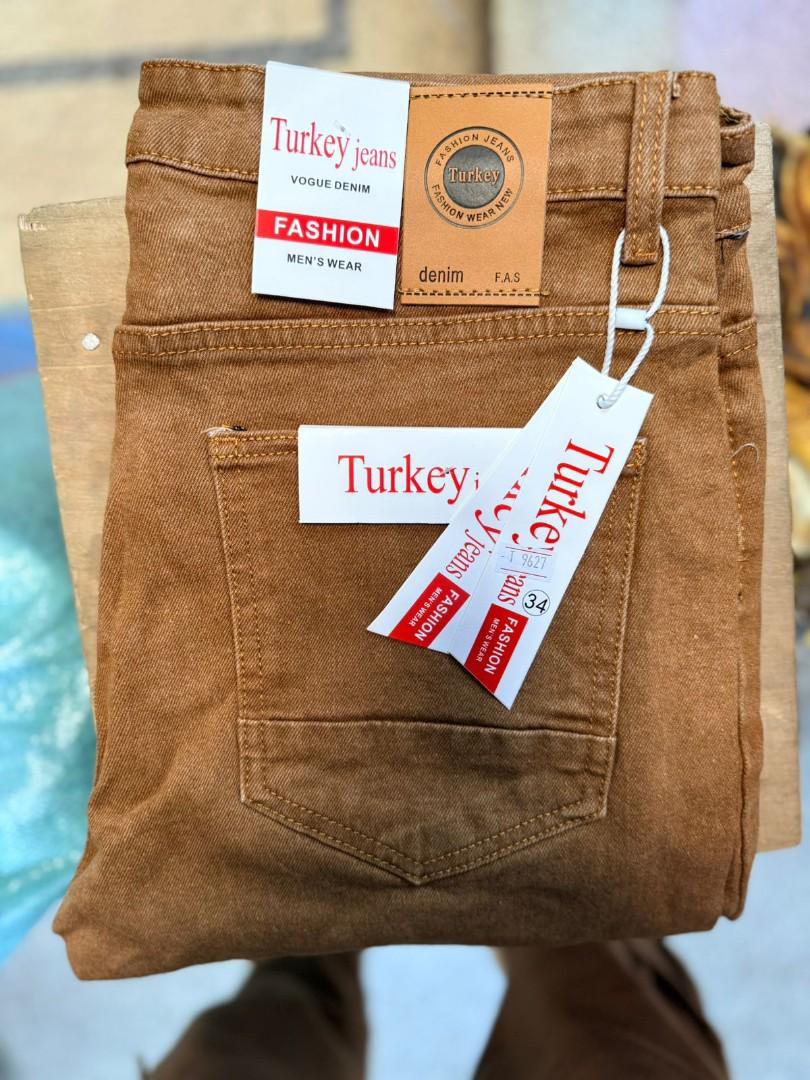 Turkey jeans
VOGUE DENIM
FASHION
MEN'S WEAR
FASHION JEANS
Turkey
FASHION WEAR NEW
denim F.A.S
Turkey
jeans
FASHION
MEN'S WEAR
Turkey
T 9627
34
FASHION
MEN'S WEAR